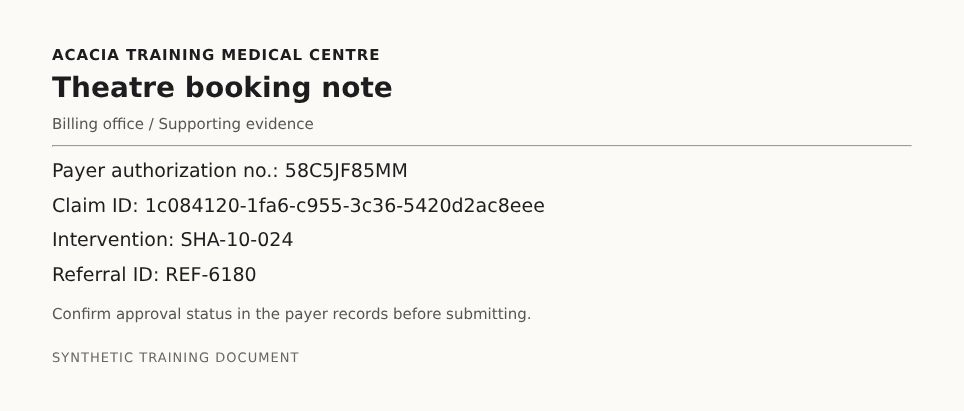 ACACIA TRAINING MEDICAL CENTRE
Theatre booking note
Billing office / Supporting evidence
Payer authorization no.: 58C5JF85MM
Claim ID: 1c084120-1fa6-c955-3c36-5420d2ac8eee
Intervention: SHA-10-024
Referral ID: REF-6180
Confirm approval status in the payer records before submitting.
SYNTHETIC TRAINING DOCUMENT